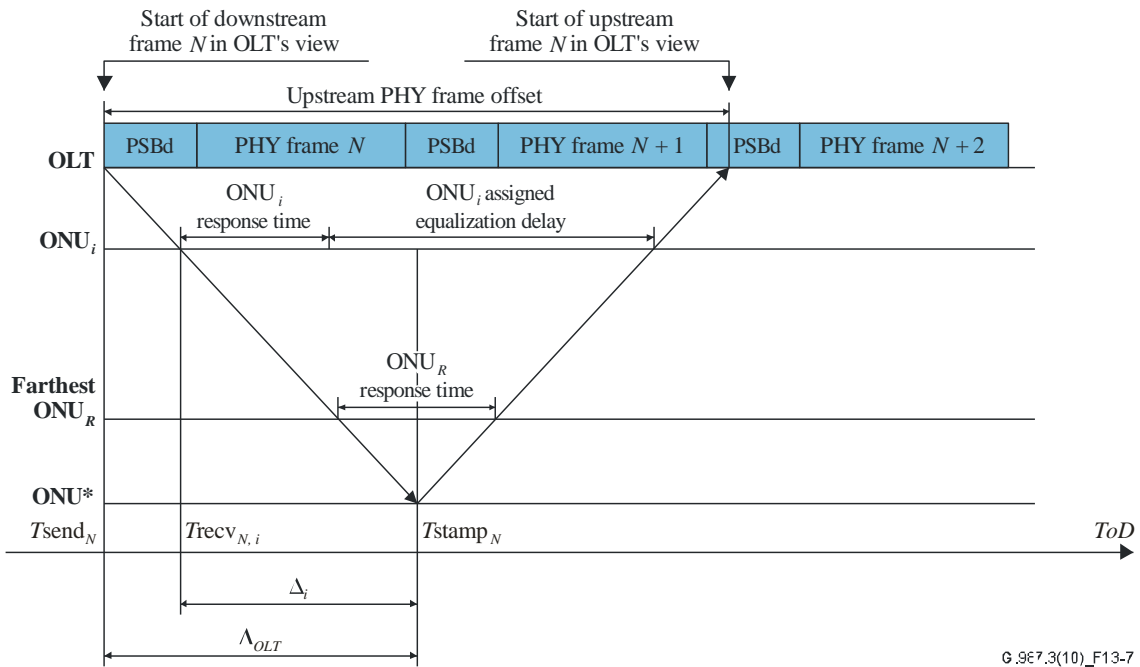 Start of downstream
frame N in OLT's view
Start of upstream
frame N in OLT's view
Upstream PHY frame offset
PSBd
PHY frame N
PSBd
PHY frame N + 1
PSBd
PHY frame N + 2
OLT
ONUi
response time
ONUi assigned
equalization delay
ONUi
ONUR
response time
Farthest
ONUR
ONU*
TsendN
TrecvN, i
TstampN
ToD
Δi
ΛOLT
G.987.3(10)_F13-7